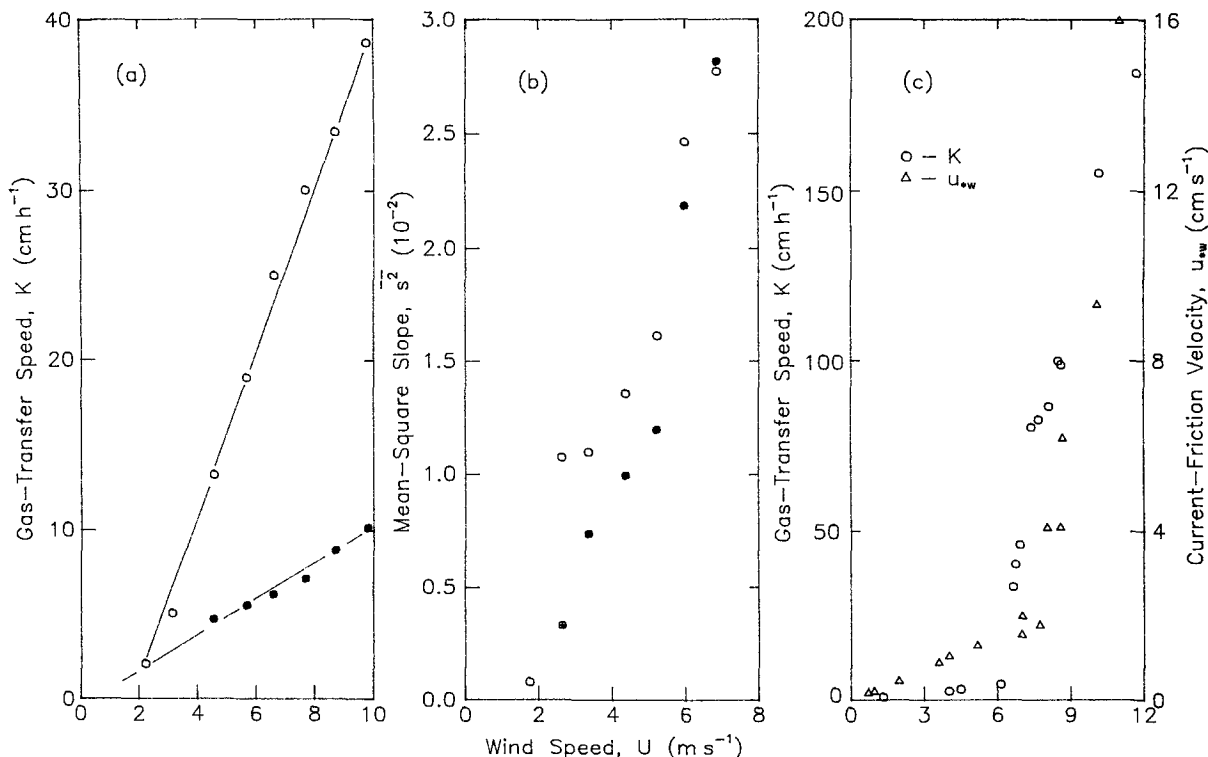 40
30
20
10
0
Gas-Transfer Speed, K (cm h⁻¹)
(a)
0 2 4 6 8 10
3.0
2.5
2.0
1.5
1.0
0.5
0.0
Mean-Square Slope, s̅² (10⁻²)
(b)
0 2 4 6 8
Wind Speed, U (m s⁻¹)
200
150
100
50
0
Gas-Transfer Speed, K (cm h⁻¹)
(c)
○ - K
△ - u*w
0 3 6 9 12
16
12
8
4
0
Current-Friction Velocity, u*w (cm s⁻¹)